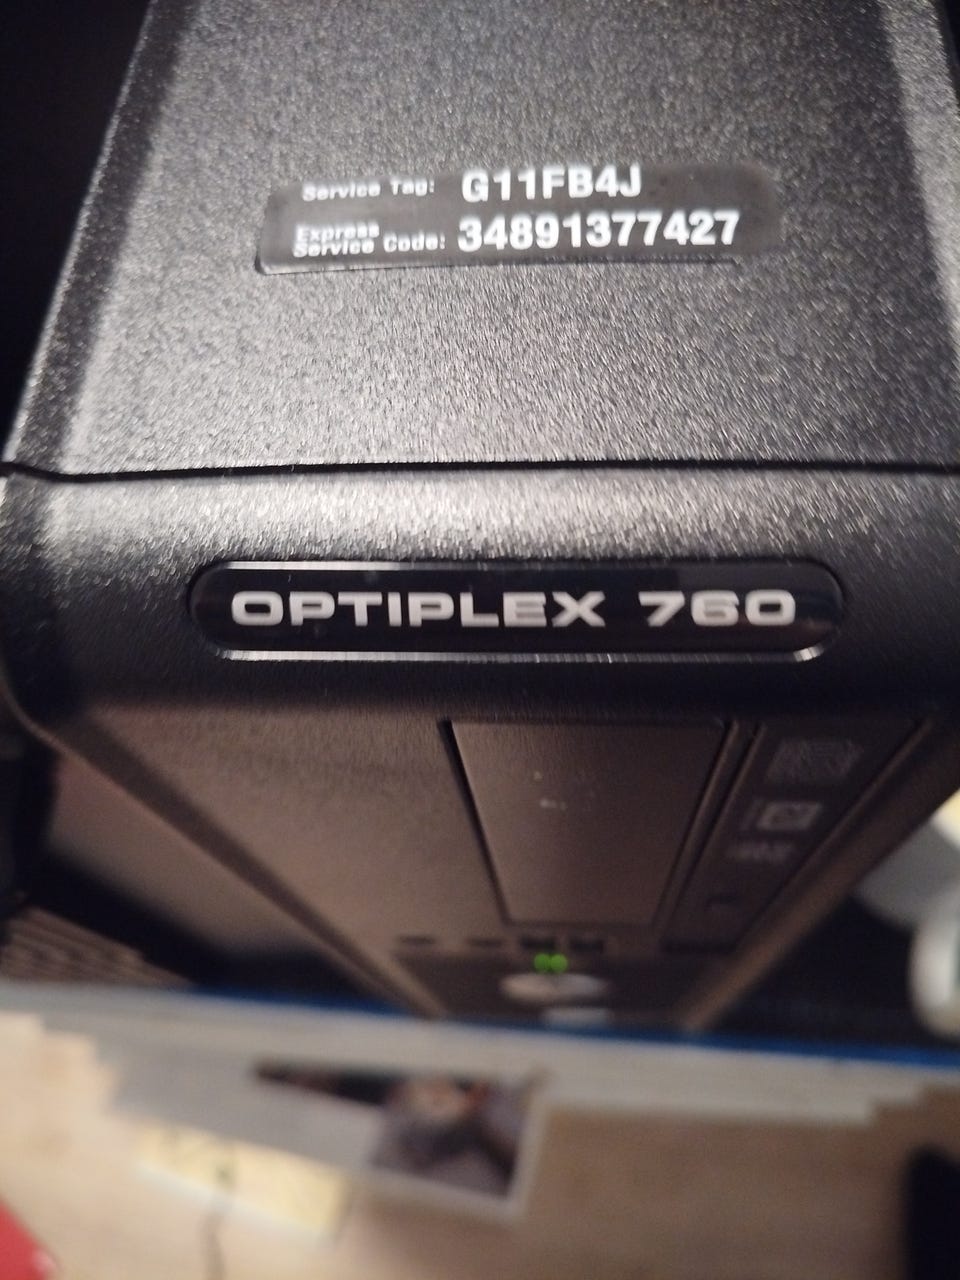 Service Tag: G11FB4J
Express
Service Code: 34891377427
OPTIPLEX 760